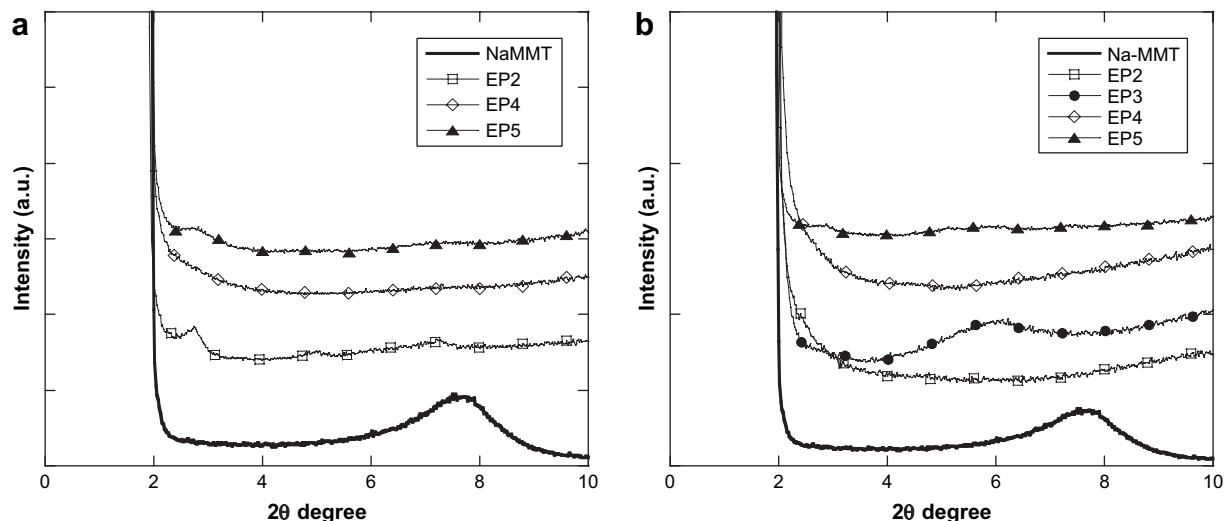 a
NaMMT
EP2
EP4
EP5
Intensity (a.u.)
0 2 4 6 8 10
2θ degree
b
Na-MMT
EP2
EP3
EP4
EP5
Intensity (a.u.)
0 2 4 6 8 10
2θ degree